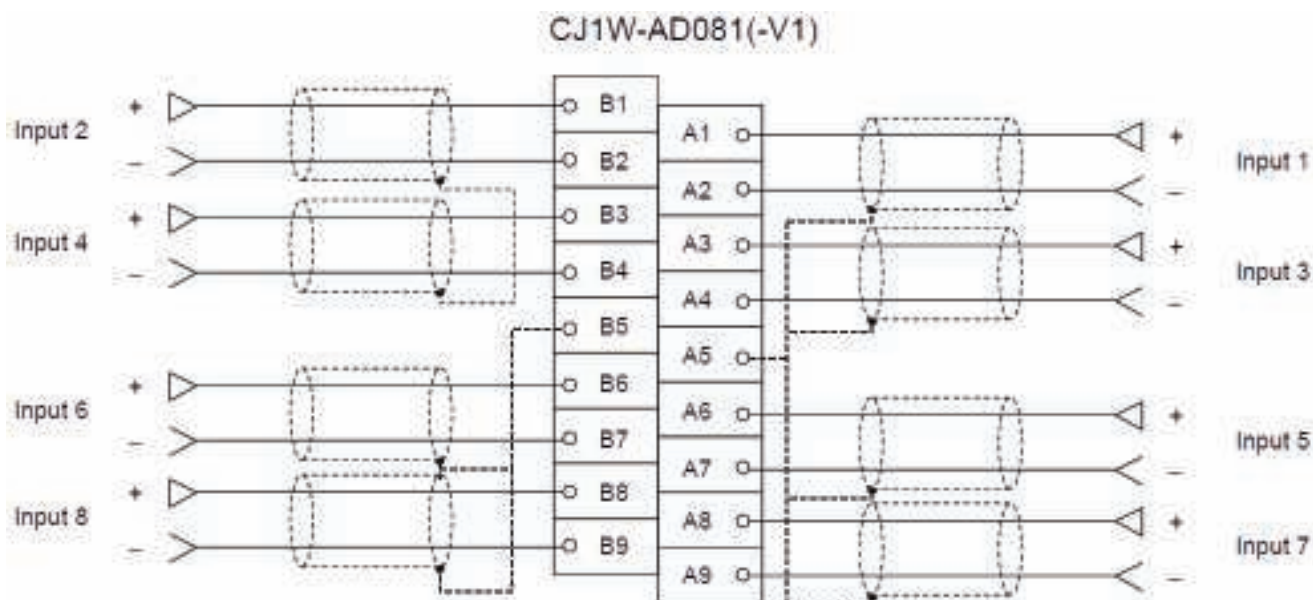 CJ1W-AD081(-V1)
+ B1
Input 2
A1 +
– B2
Input 1
A2 –
+ B3
Input 4
A3 +
– B4
Input 3
A4 –
B5
A5
+ B6
Input 6
A6 +
– B7
Input 5
A7 –
+ B8
Input 8
A8 +
– B9
Input 7
A9 –